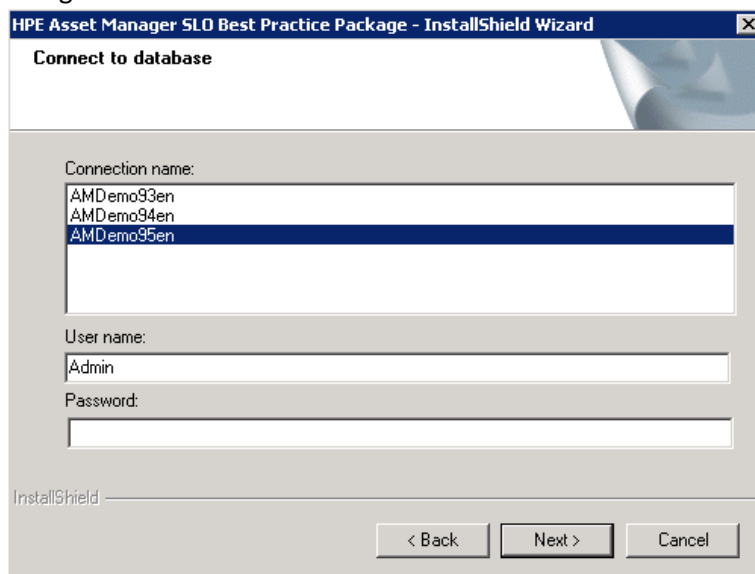 HPE Asset Manager SLO Best Practice Package - InstallShield Wizard
Connect to database
Connection name:
AMDemo93en
AMDemo94en
AMDemo95en
User name:
Admin
Password:
InstallShield
< Back Next > Cancel